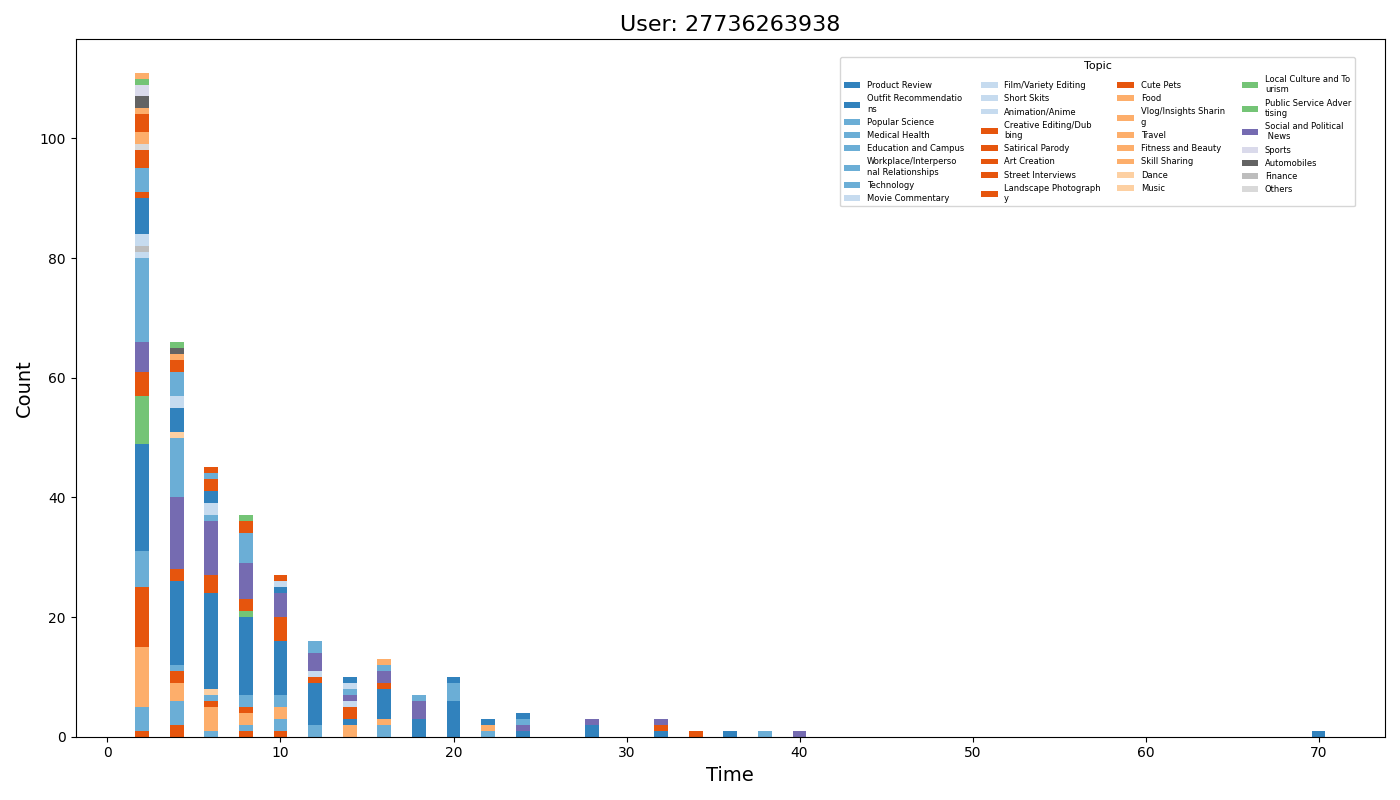 User: 27736263938
Topic
Product Review
Outfit Recommendatio
ns
Popular Science
Medical Health
Education and Campus
Workplace/Interperso
nal Relationships
Technology
Movie Commentary
Film/Variety Editing
Short Skits
Animation/Anime
Creative Editing/Dub
bing
Satirical Parody
Art Creation
Street Interviews
Landscape Photograph
y
Cute Pets
Food
Vlog/Insights Sharin
g
Travel
Fitness and Beauty
Skill Sharing
Dance
Music
Local Culture and To
urism
Public Service Adver
tising
Social and Political
News
Sports
Automobiles
Finance
Others
Count
100
80
60
40
20
0
0 10 20 30 40 50 60 70
Time